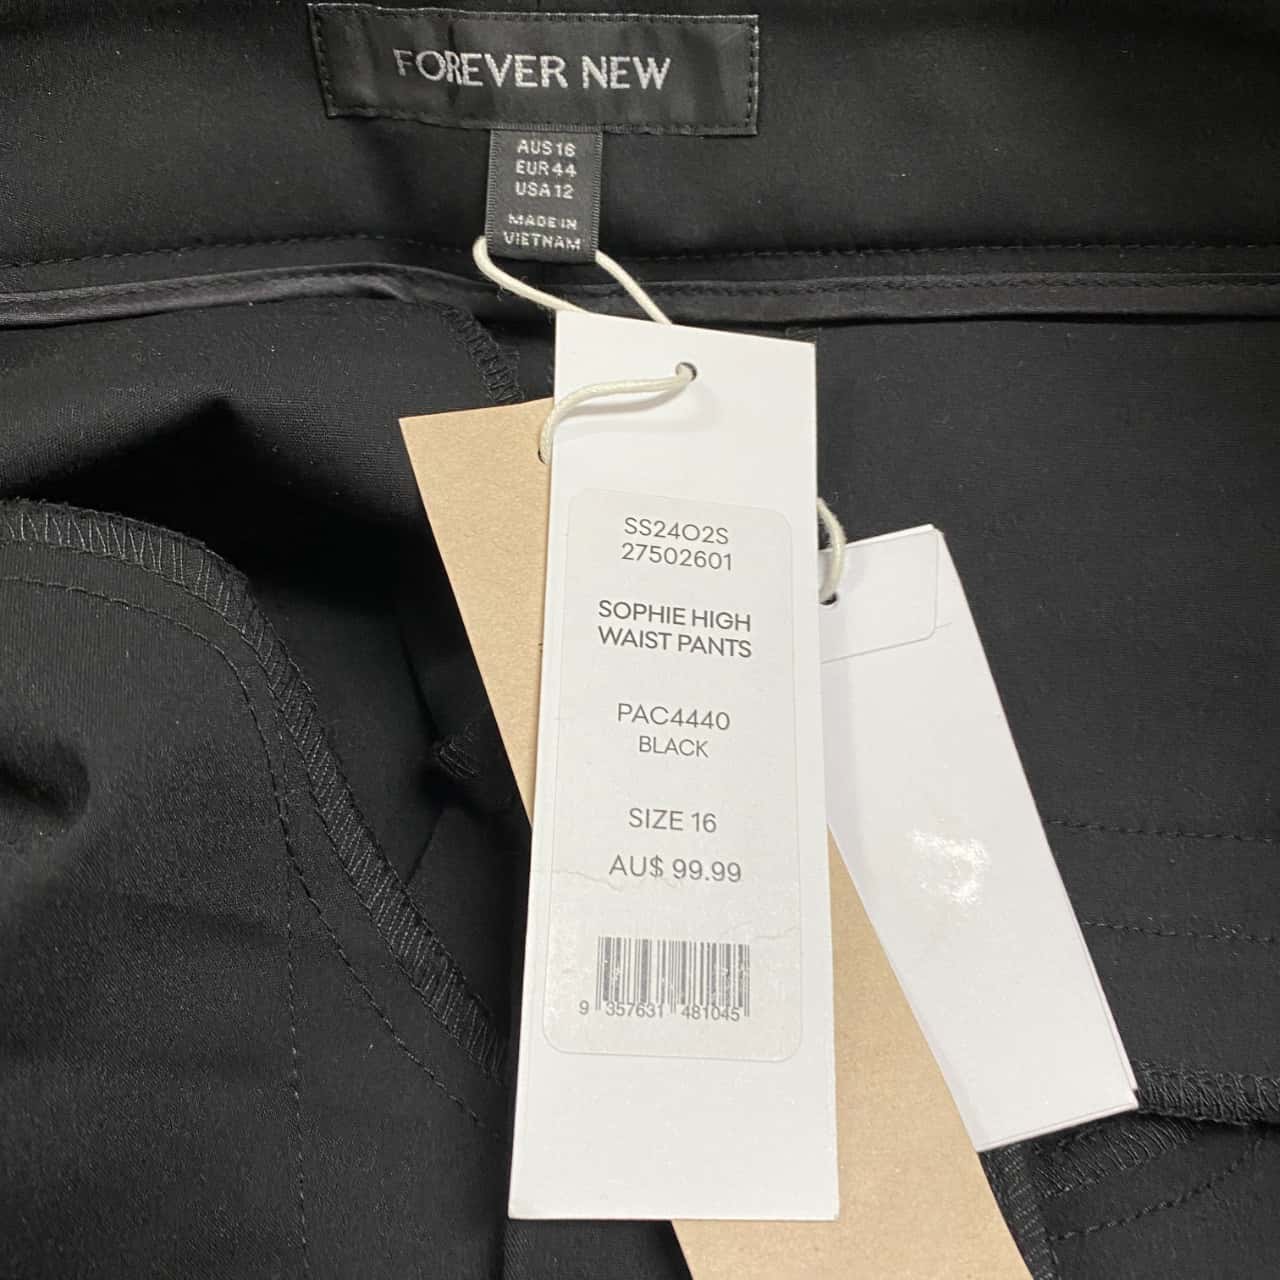 FOREVER NEW
AUS 16
EUR 44
USA 12
MADE IN
VIETNAM
SS24O2S
27502601
SOPHIE HIGH
WAIST PANTS
PAC4440
BLACK
SIZE 16
AU$ 99.99
9 357631 481045